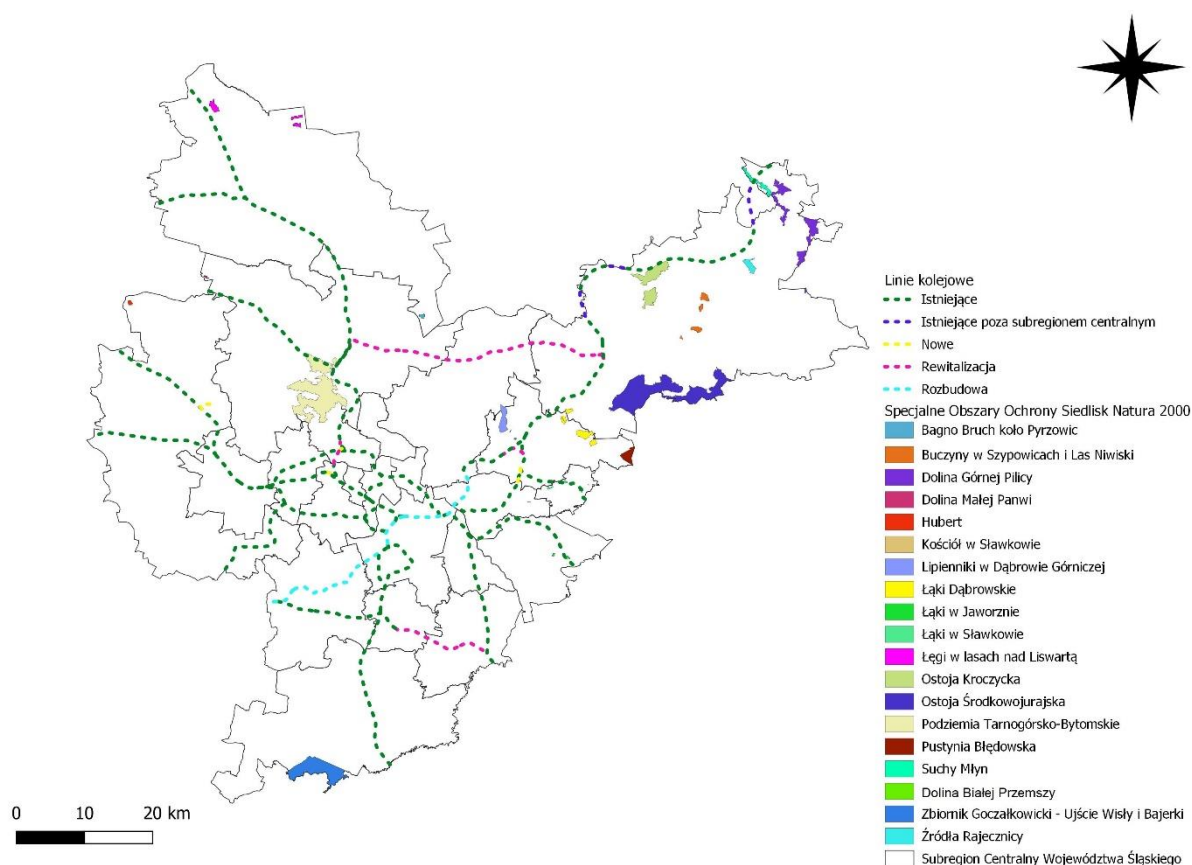 Linie kolejowe
Istniejące
Istniejące poza subregionem centralnym
Nowe
Rewitalizacja
Rozbudowa
Specjalne Obszary Ochrony Siedlisk Natura 2000
Bagno Bruch koło Pyrzowic
Buczyny w Szypowicach i Las Niwiski
Dolina Górnej Pilicy
Dolina Małej Panwi
Hubert
Kościół w Sławkowie
Lipienniki w Dąbrowie Górniczej
Łąki Dąbrowskie
Łąki w Jaworznie
Łąki w Sławkowie
Łęgi w lasach nad Liswartą
Ostoja Kroczycka
Ostoja Środkowojurajska
Podziemia Tarnogórsko-Bytomskie
Pustynia Błędowska
Suchy Młyn
Dolina Białej Przemszy
Zbiornik Goczałkowicki - Ujście Wisły i Bajerki
Źródła Rajecznicy
Subregion Centralny Województwa Śląskiego
0 10 20 km